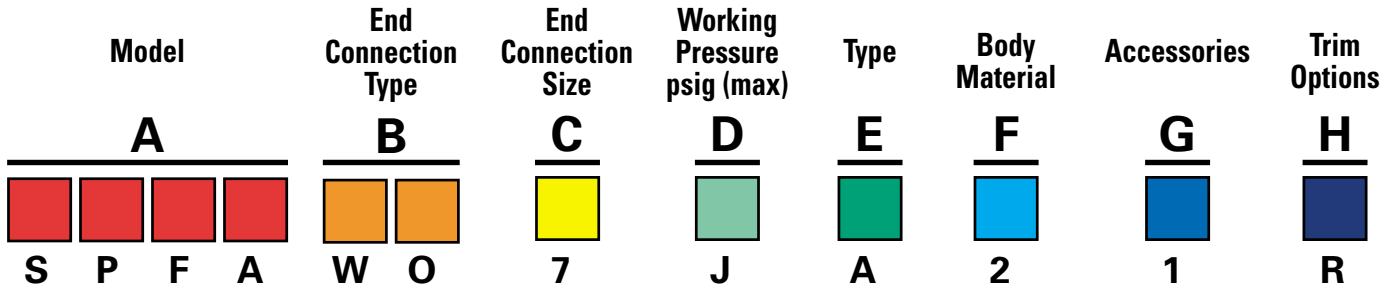 Model
End Connection Type
End Connection Size
Working Pressure psig (max)
Type
Body Material
Accessories
Trim Options
A B C D E F G H
S P F A W O 7 J A 2 1 R